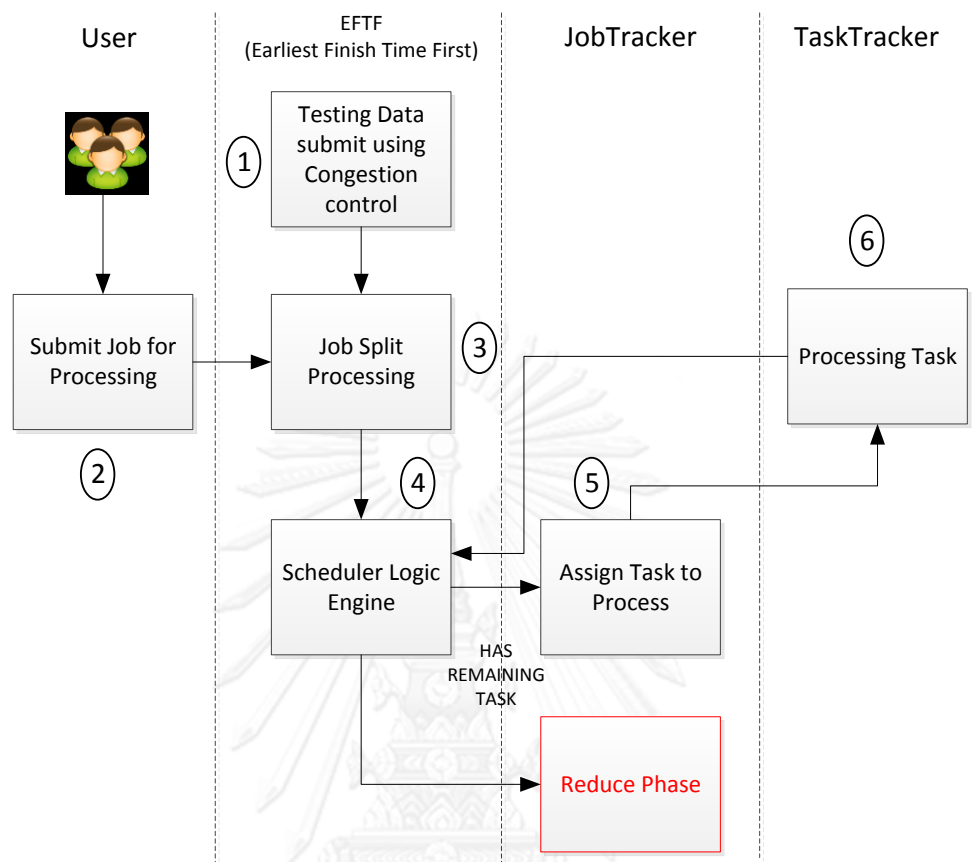 User
EFTF
(Earliest Finish Time First)
JobTracker
TaskTracker
1
Testing Data
submit using
Congestion
control
6
Submit Job for
Processing
Job Split
Processing
3
Processing Task
2
4
5
Scheduler Logic
Engine
Assign Task to
Process
HAS
REMAINING
TASK
Reduce Phase